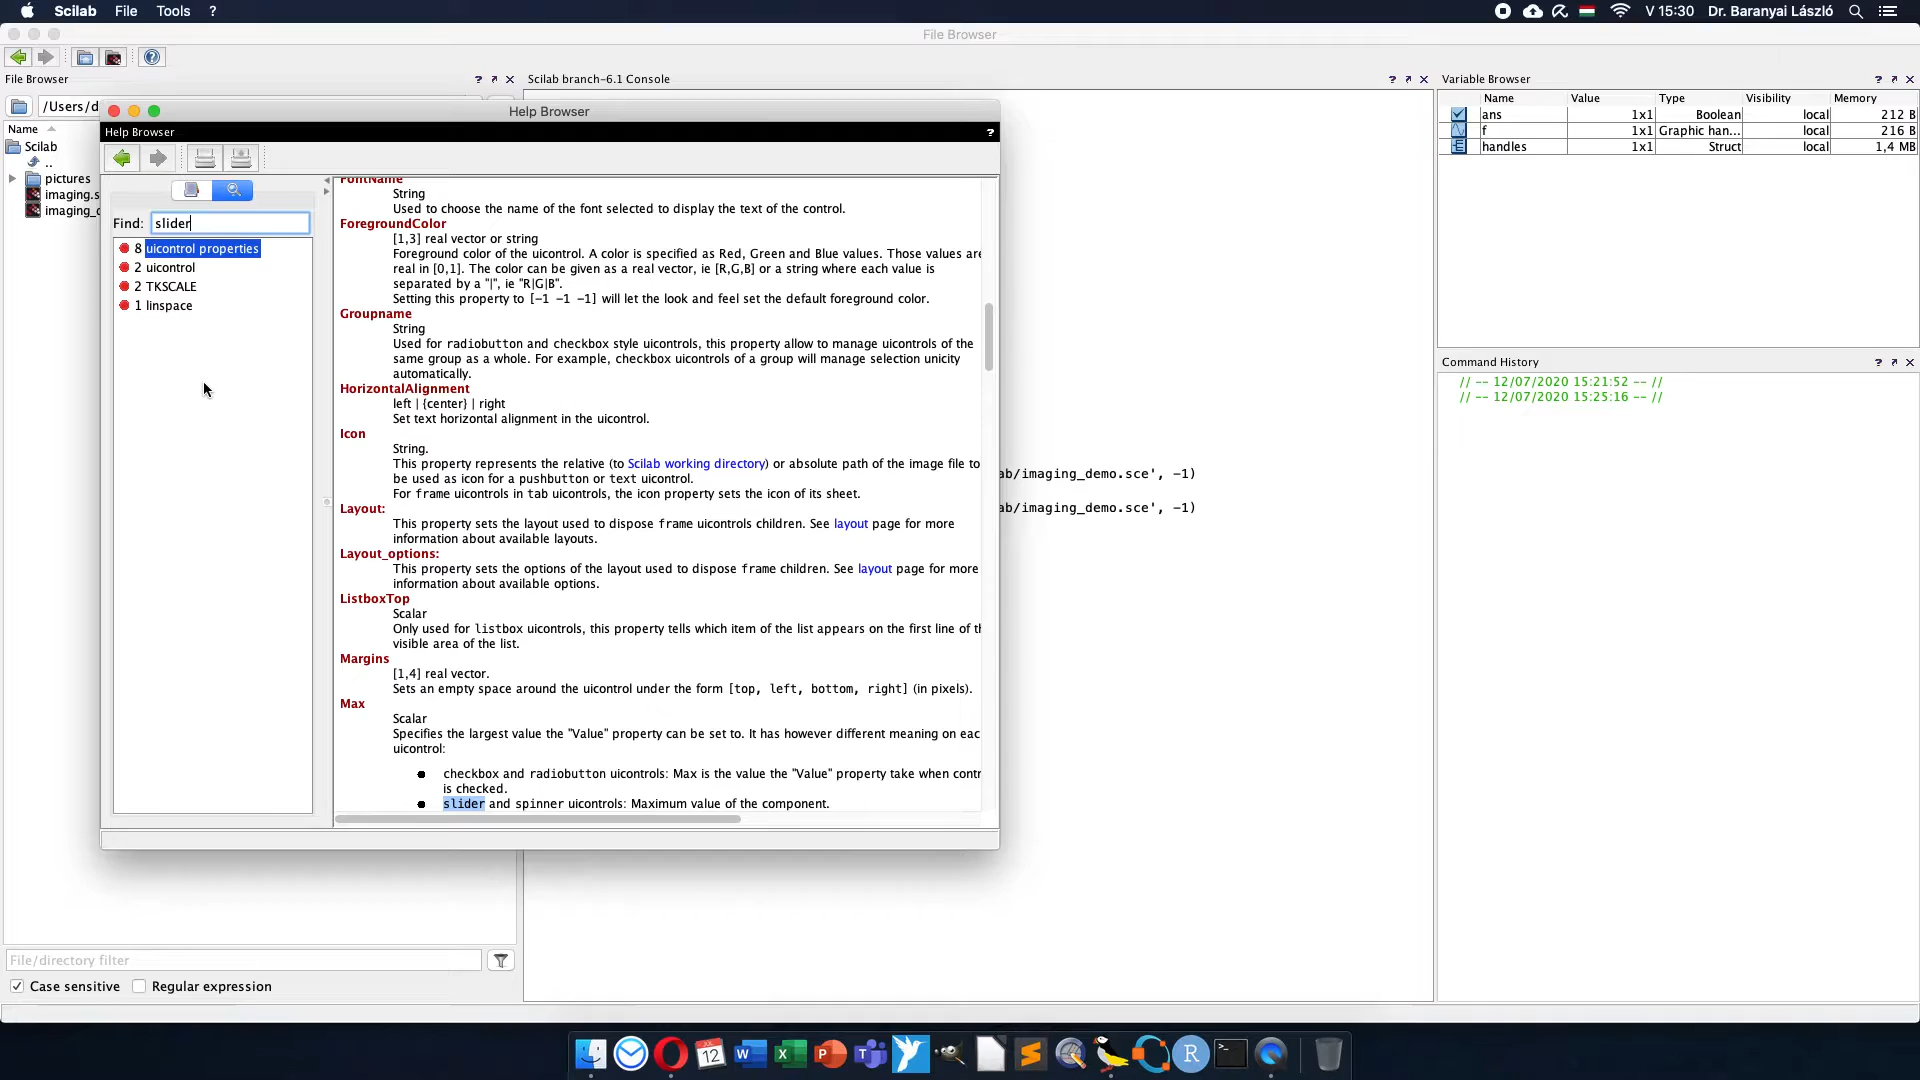 Scilab File Tools ?
V 15:30 Dr. Baranyai László
File Browser
File Browser ? 
/Users/d
Name
Scilab
..
pictures
imaging.s
imaging_d
File/directory filter
Case sensitive Regular expression
Help Browser
Help Browser ?
Find: slider
8 uicontrol properties
2 uicontrol
2 TKSCALE
1 linspace
FontName
String
Used to choose the name of the font selected to display the text of the control.
ForegroundColor
[1,3] real vector or string
Foreground color of the uicontrol. A color is specified as Red, Green and Blue values. Those values are
real in [0,1]. The color can be given as a real vector, ie [R,G,B] or a string where each value is
separated by a "|", ie "R|G|B".
Setting this property to [-1 -1 -1] will let the look and feel set the default foreground color.
Groupname
String
Used for radiobutton and checkbox style uicontrols, this property allow to manage uicontrols of the
same group as a whole. For example, checkbox uicontrols of a group will manage selection unicity
automatically.
HorizontalAlignment
left | {center} | right
Set text horizontal alignment in the uicontrol.
Icon
String.
This property represents the relative (to Scilab working directory) or absolute path of the image file to
be used as icon for a pushbutton or text uicontrol.
For frame uicontrols in tab uicontrols, the icon property sets the icon of its sheet.
Layout:
This property sets the layout used to dispose frame uicontrols children. See layout page for more
information about available layouts.
Layout_options:
This property sets the options of the layout used to dispose frame children. See layout page for more
information about available options.
ListboxTop
Scalar
Only used for listbox uicontrols, this property tells which item of the list appears on the first line of th
visible area of the list.
Margins
[1,4] real vector.
Sets an empty space around the uicontrol under the form [top, left, bottom, right] (in pixels).
Max
Scalar
Specifies the largest value the "Value" property can be set to. It has however different meaning on eac
uicontrol:
checkbox and radiobutton uicontrols: Max is the value the "Value" property take when contr
is checked.
slider and spinner uicontrols: Maximum value of the component.
Scilab branch-6.1 Console ?
ab/imaging_demo.sce', -1)
ab/imaging_demo.sce', -1)
Variable Browser ?
Name Value Type Visibility Memory
ans 1x1 Boolean local 212 B
f 1x1 Graphic han... local 216 B
handles 1x1 Struct local 1,4 MB
Command History ?
// -- 12/07/2020 15:21:52 -- //
// -- 12/07/2020 15:25:16 -- //
JUL
12